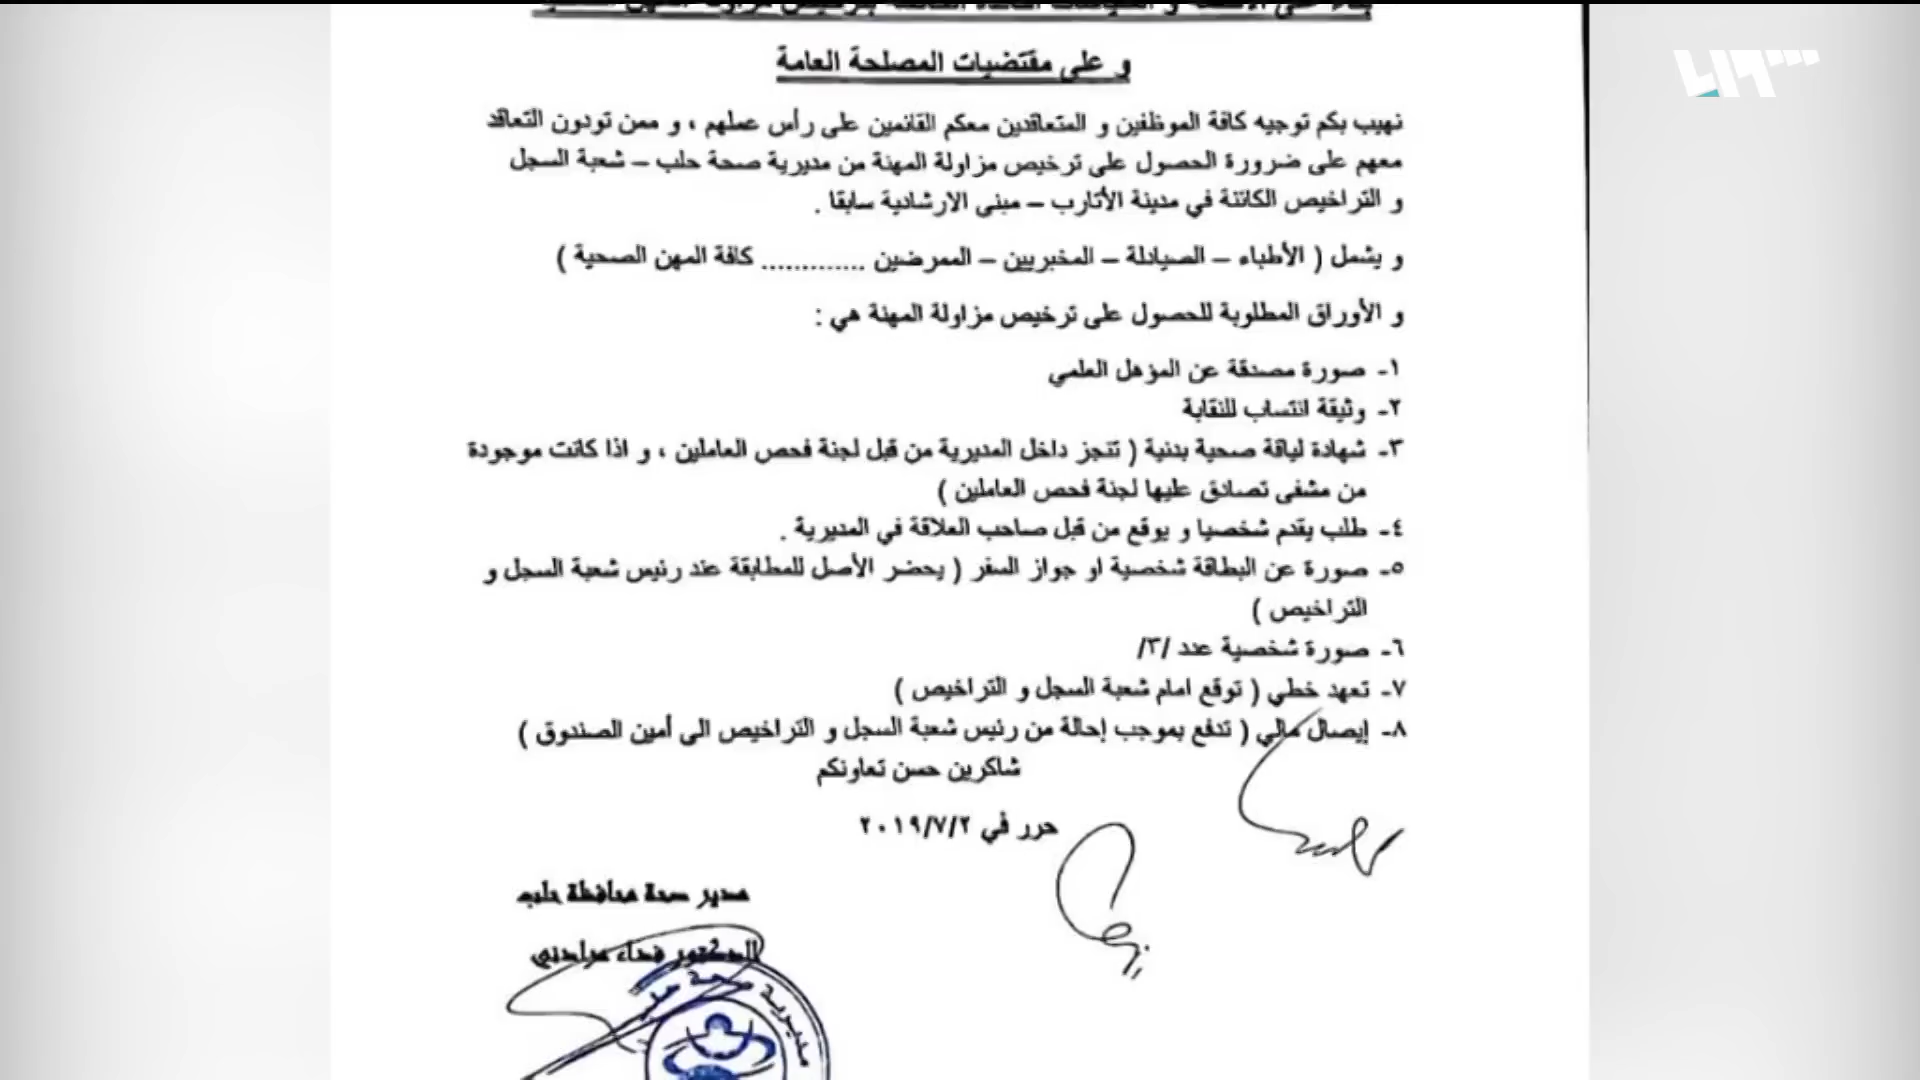 و على مقتضيات المصلحة العامة
نهيب بكم توجيه كافة الموظفين و المتعاقدين معكم القائمين على رأس عملهم ، و ممن تودون التعاقد
معهم على ضرورة الحصول على ترخيص مزاولة المهنة من مديرية صحة حلب – شعبة السجل
و التراخيص الكائنة في مدينة الأتارب – مبنى الارشادية سابقا .
و يشمل ( الأطباء – الصيادلة – المخبريين – الممرضين ............. كافة المهن الصحية )
و الأوراق المطلوبة للحصول على ترخيص مزاولة المهنة هي :
١- صورة مصدقة عن المؤهل العلمي
٢- وثيقة انتساب للنقابة
٣- شهادة لياقة صحية بدنية ( تنجز داخل المديرية من قبل لجنة فحص العاملين ، و اذا كانت موجودة
من مشفى تصادق عليها لجنة فحص العاملين )
٤- طلب يقدم شخصيا و يوقع من قبل صاحب العلاقة في المديرية .
٥- صورة عن البطاقة شخصية او جواز السفر ( يحضر الأصل للمطابقة عند رئيس شعبة السجل و
التراخيص )
٦- صورة شخصية عدد /٣/
٧- تعهد خطي ( توقع امام شعبة السجل و التراخيص )
٨- إيصال مالي ( تدفع بموجب إحالة من رئيس شعبة السجل و التراخيص الى أمين الصندوق )
شاكرين حسن تعاونكم
حرر في ٢٠١٩/٧/٢
مدير صحة محافظة حلب
الدكتور
مديرية صحة حلب